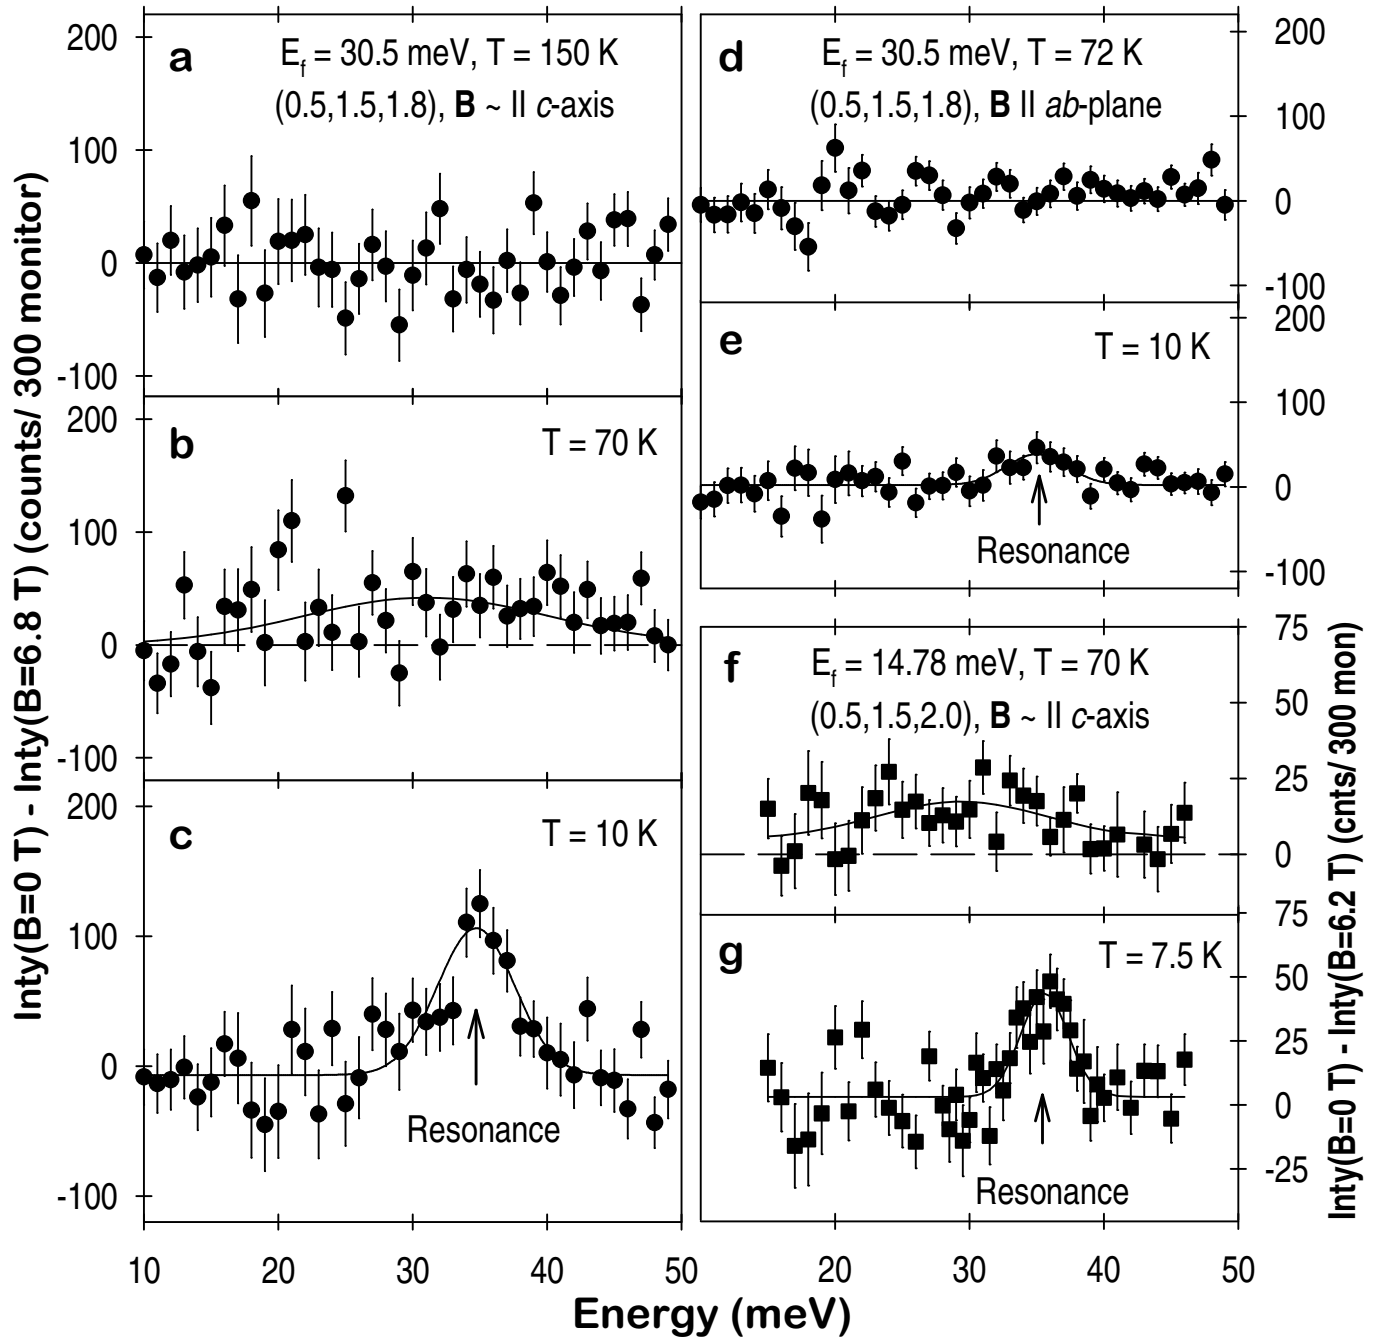 Inty(B=0 T) - Inty(B=6.8 T) (counts/ 300 monitor)
a
E_f = 30.5 meV, T = 150 K
(0.5,1.5,1.8), B ~ II c-axis
200
100
0
-100
b
T = 70 K
200
100
0
-100
c
T = 10 K
200
100
0
-100
Resonance
10 20 30 40 50
d
E_f = 30.5 meV, T = 72 K
(0.5,1.5,1.8), B II ab-plane
200
100
0
-100
e
T = 10 K
200
100
0
-100
Resonance
f
E_f = 14.78 meV, T = 70 K
(0.5,1.5,2.0), B ~ II c-axis
75
50
25
0
g
T = 7.5 K
75
50
25
0
-25
Resonance
20 30 40 50
Inty(B=0 T) - Inty(B=6.2 T) (cnts/ 300 mon)
Energy (meV)